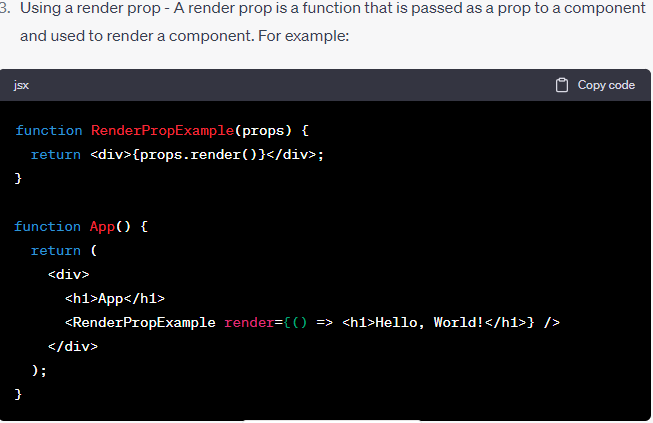 3. Using a render prop - A render prop is a function that is passed as a prop to a component
and used to render a component. For example:
jsx Copy code
function RenderPropExample(props) {
  return <div>{props.render()}</div>;
}
function App() {
  return (
    <div>
      <h1>App</h1>
      <RenderPropExample render={() => <h1>Hello, World!</h1>} />
    </div>
  );
}